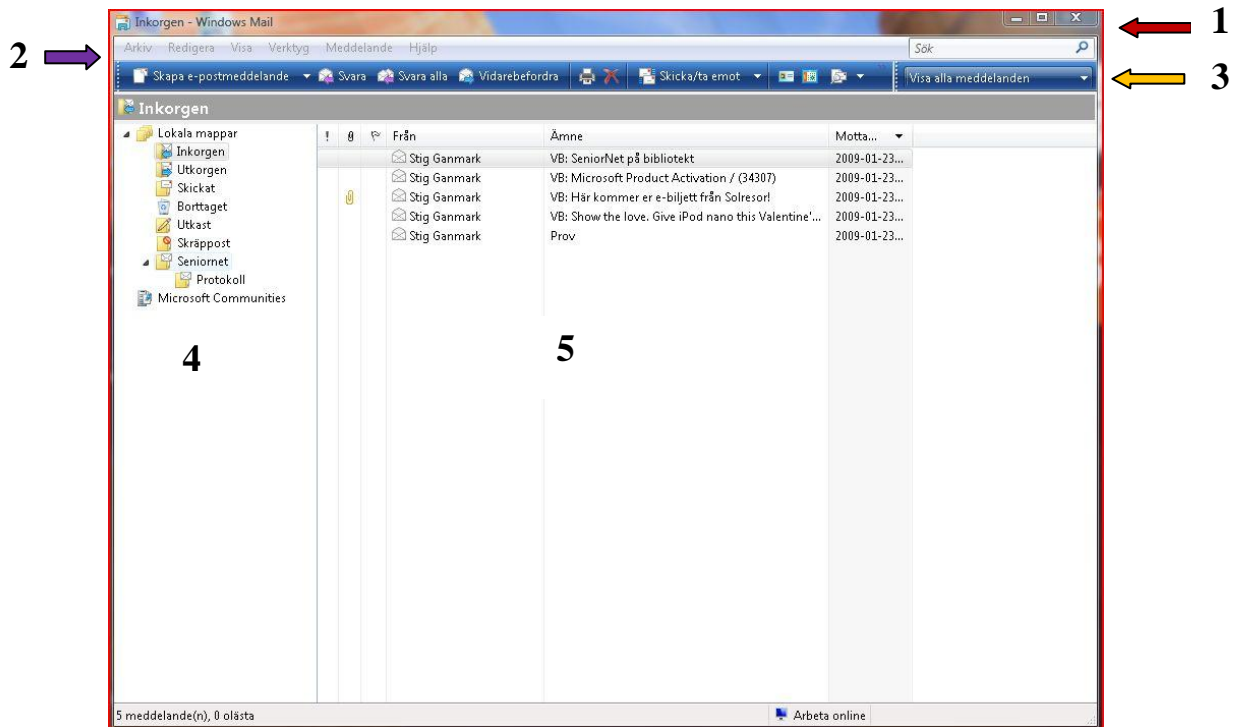 Inkorgen - Windows Mail
1
2
Arkiv Redigera Visa Verktyg Meddelande Hjälp Sök
Skapa e-postmeddelande Svara Svara alla Vidarebefordra Skicka/ta emot Visa alla meddelanden
3
Inkorgen
Lokala mappar
Inkorgen
Utkorgen
Skickat
Borttaget
Utkast
Skräppost
Seniornet
Protokoll
Microsoft Communities
! Från Ämne Motta...
Stig Ganmark VB: SeniorNet på bibliotekt 2009-01-23...
Stig Ganmark VB: Microsoft Product Activation / (34307) 2009-01-23...
Stig Ganmark VB: Här kommer er e-biljett från Solresor! 2009-01-23...
Stig Ganmark VB: Show the love. Give iPod nano this Valentine'... 2009-01-23...
Stig Ganmark Prov 2009-01-23...
4
5
5 meddelande(n), 0 olästa Arbeta online